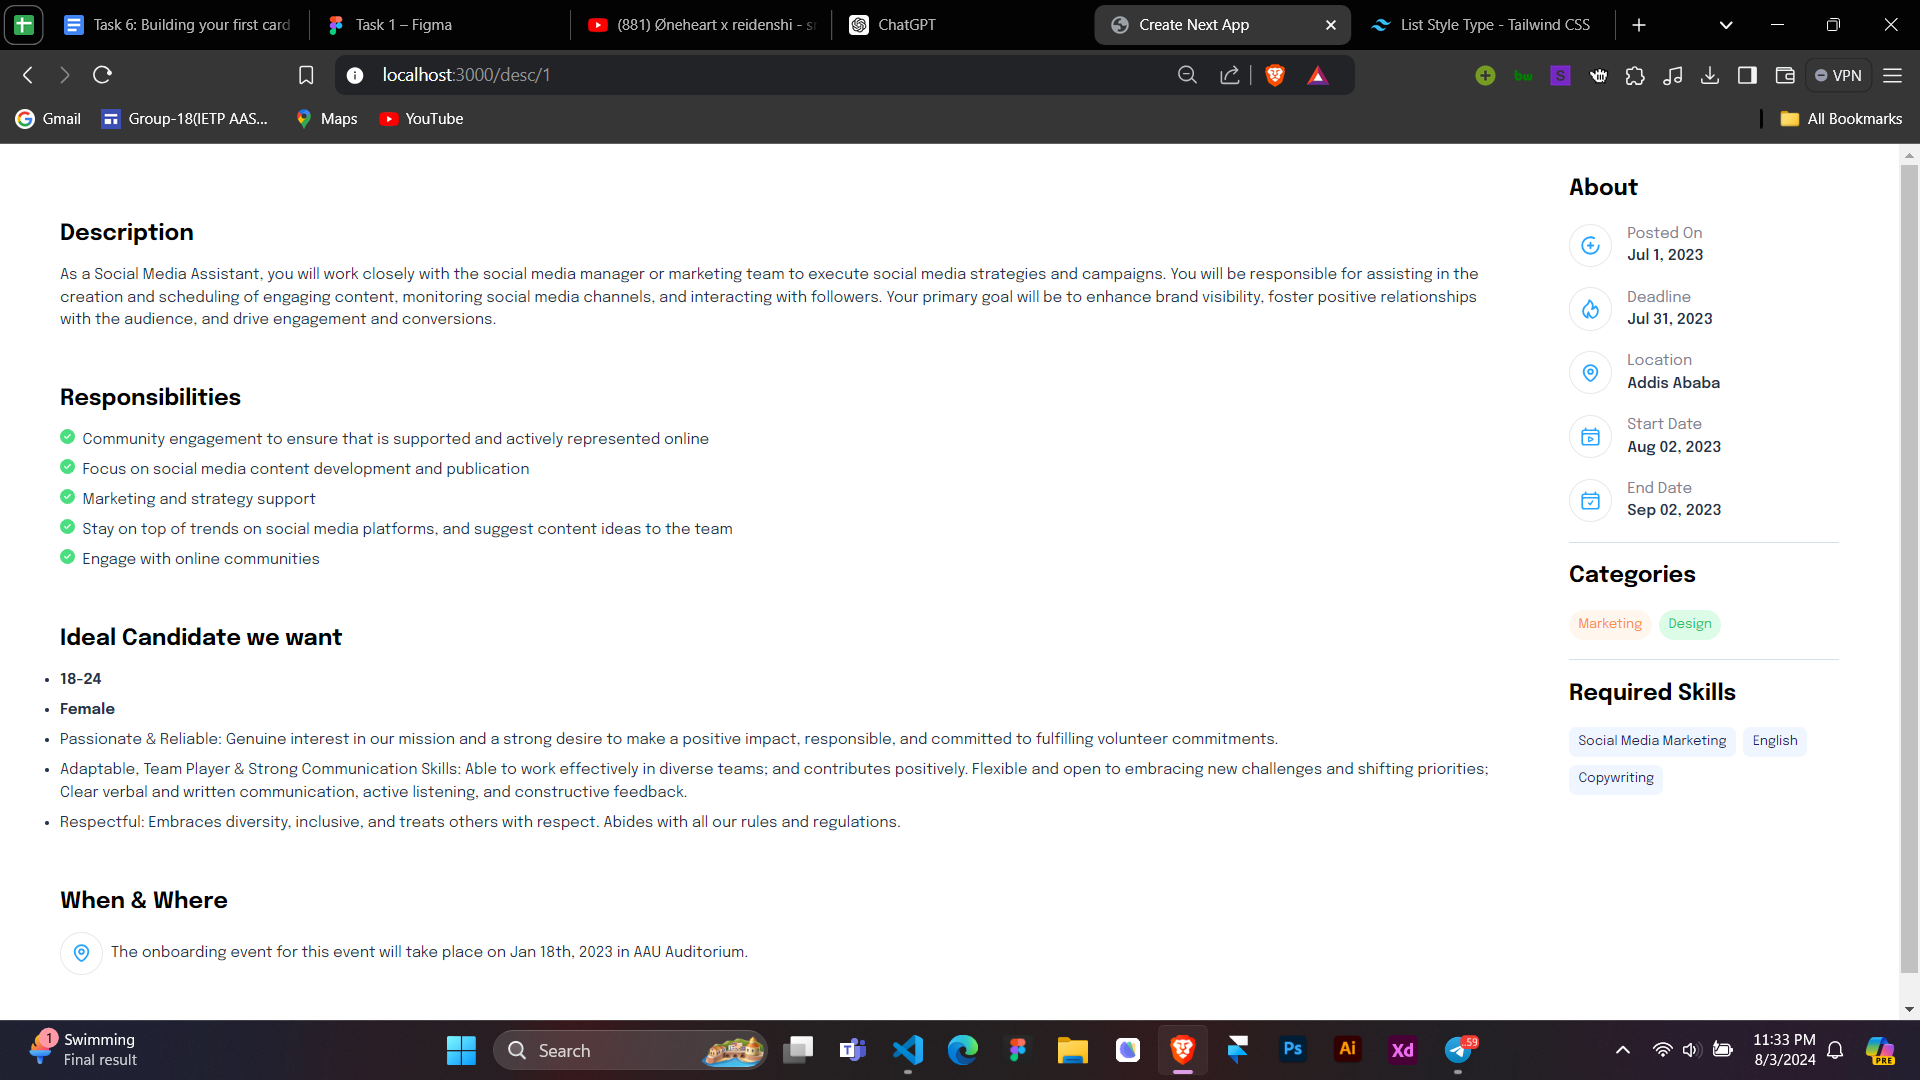 Task 6: Building your first card
Task 1 – Figma
(881) Øneheart x reidenshi - s
ChatGPT
Create Next App
List Style Type - Tailwind CSS
localhost:3000/desc/1
VPN
Gmail
Group-18(IETP AAS...
Maps
YouTube
All Bookmarks
Description
As a Social Media Assistant, you will work closely with the social media manager or marketing team to execute social media strategies and campaigns. You will be responsible for assisting in the
creation and scheduling of engaging content, monitoring social media channels, and interacting with followers. Your primary goal will be to enhance brand visibility, foster positive relationships
with the audience, and drive engagement and conversions.
Responsibilities
Community engagement to ensure that is supported and actively represented online
Focus on social media content development and publication
Marketing and strategy support
Stay on top of trends on social media platforms, and suggest content ideas to the team
Engage with online communities
Ideal Candidate we want
• 18-24
• Female
• Passionate & Reliable: Genuine interest in our mission and a strong desire to make a positive impact, responsible, and committed to fulfilling volunteer commitments.
• Adaptable, Team Player & Strong Communication Skills: Able to work effectively in diverse teams; and contributes positively. Flexible and open to embracing new challenges and shifting priorities;
Clear verbal and written communication, active listening, and constructive feedback.
• Respectful: Embraces diversity, inclusive, and treats others with respect. Abides with all our rules and regulations.
When & Where
The onboarding event for this event will take place on Jan 18th, 2023 in AAU Auditorium.
About
Posted On
Jul 1, 2023
Deadline
Jul 31, 2023
Location
Addis Ababa
Start Date
Aug 02, 2023
End Date
Sep 02, 2023
Categories
Marketing
Design
Required Skills
Social Media Marketing
English
Copywriting
1
Swimming
Final result
Search
Ps
Ai
Xd
59
11:33 PM
8/3/2024
PRE